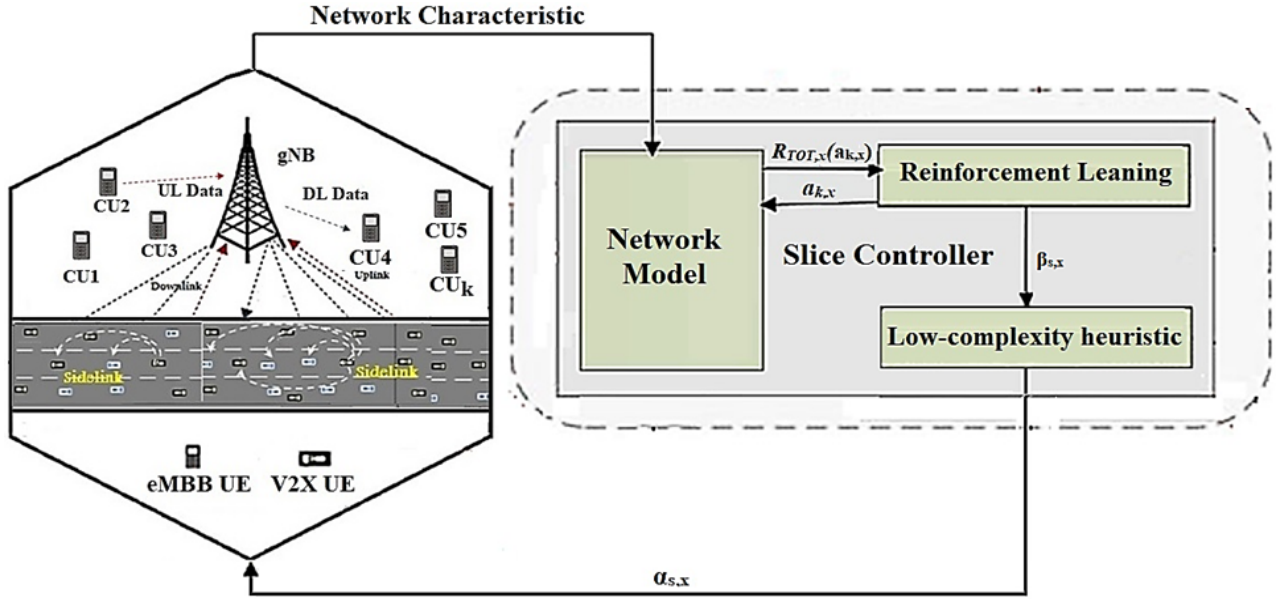 Network Characteristic
gNB
UL Data
DL Data
CU2
CU3
CU1
CU4
CU5
CUk
Uplink
Downlink
Sidelink
Sidelink
eMBB UE
V2X UE
Network
Model
RTOT,x(ak,x)
ak,x
Reinforcement Leaning
Slice Controller
βs,x
Low-complexity heuristic
αs,x